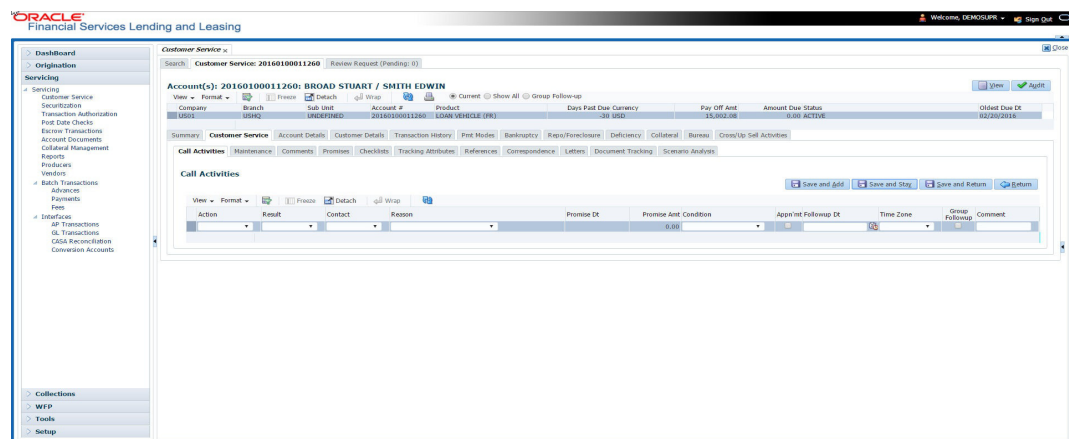 ORACLE
Financial Services Lending and Leasing
Welcome, DEMOSUPR
Sign Out
Close
DashBoard
Origination
Servicing
Servicing
Customer Service
Securitization
Transaction Authorization
Post Date Checks
Escrow Transactions
Account Documents
Collateral Management
Reports
Producers
Vendors
Batch Transactions
Advances
Payments
Fees
Interfaces
AP Transactions
GL Transactions
CASA Reconciliation
Conversion Accounts
Collections
WFP
Tools
Setup
Customer Service
Search Customer Service: 20160100011260 Review Request (Pending: 0)
Account(s): 20160100011260: BROAD STUART / SMITH EDWIN
View Audit
View Format Freeze Detach Wrap Current Show All Group Follow-up
Company Branch Sub Unit Account # Product Days Past Due Currency Pay Off Amt Amount Due Status Oldest Due Dt
US01 USHQ UNDEFINED 20160100011260 LOAN VEHICLE (FR) -30 USD 15,002.08 0.00 ACTIVE 02/20/2016
Summary Customer Service Account Details Customer Details Transaction History Pmt Modes Bankruptcy Repo/Foreclosure Deficiency Collateral Bureau Cross/Up Sell Activities
Call Activities Maintenance Comments Promises Checklists Tracking Attributes References Correspondence Letters Document Tracking Scenario Analysis
Call Activities
Save and Add Save and Stay Save and Return Return
View Format Freeze Detach Wrap
Action Result Contact Reason Promise Dt Promise Amt Condition Appn'mt Followup Dt Time Zone Group Followup Comment
0.00